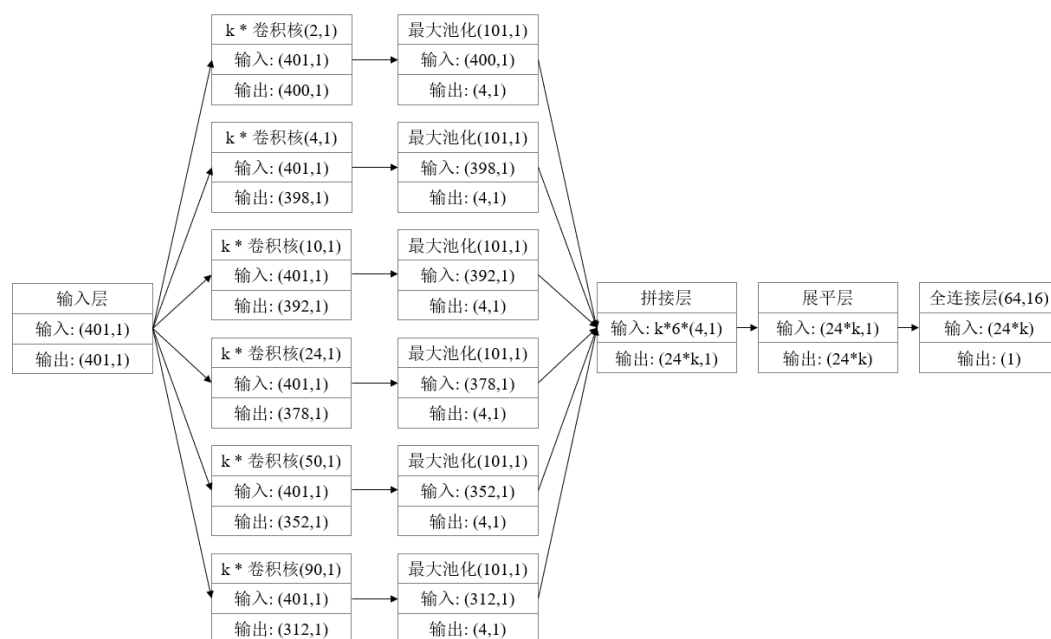 k * 卷积核(2,1)
输入: (401,1)
输出: (400,1)
最大池化(101,1)
输入: (400,1)
输出: (4,1)
k * 卷积核(4,1)
输入: (401,1)
输出: (398,1)
最大池化(101,1)
输入: (398,1)
输出: (4,1)
k * 卷积核(10,1)
输入: (401,1)
输出: (392,1)
最大池化(101,1)
输入: (392,1)
输出: (4,1)
输入层
输入: (401,1)
输出: (401,1)
k * 卷积核(24,1)
输入: (401,1)
输出: (378,1)
最大池化(101,1)
输入: (378,1)
输出: (4,1)
k * 卷积核(50,1)
输入: (401,1)
输出: (352,1)
最大池化(101,1)
输入: (352,1)
输出: (4,1)
k * 卷积核(90,1)
输入: (401,1)
输出: (312,1)
最大池化(101,1)
输入: (312,1)
输出: (4,1)
拼接层
输入: k*6*(4,1)
输出: (24*k,1)
展平层
输入: (24*k,1)
输出: (24*k)
全连接层(64,16)
输入: (24*k)
输出: (1)